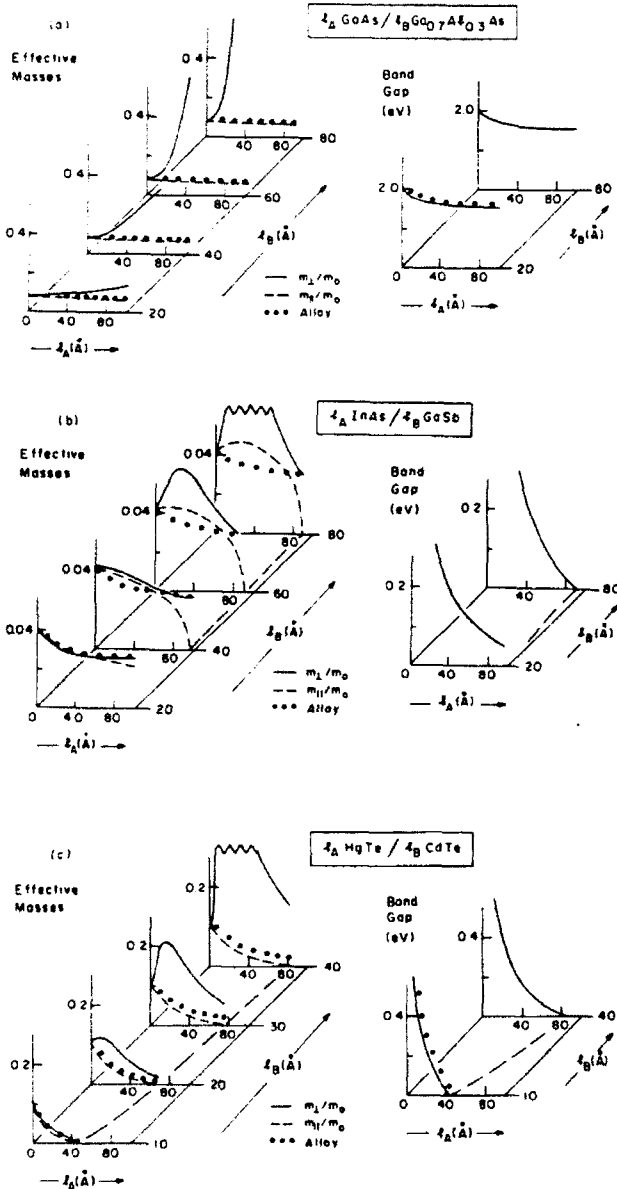 (a)
ℓA GaAs / ℓB Ga0.7Aℓ0.3As
Effective
Masses
0.4
0.4
0.4
0.4
40 80 80
40 80 60
40 80 40
0 40 80 20
ℓB(Å)
ℓA(Å)
m⊥/m0
m∥/m0
Alloy
Band
Gap
(eV)
2.0
2.0
40 80 60
0 40 80 20
ℓB(Å)
ℓA(Å)
(b)
ℓA InAs / ℓB GaSb
Effective
Masses
0.04
0.04
0.04
0.04
80 80
80 60
60 40
0 40 80 20
ℓB(Å)
ℓA(Å)
m⊥/m0
m∥/m0
Alloy
Band
Gap
(eV)
0.2
0.2
40 80
0 40 80 20
ℓB(Å)
ℓA(Å)
(c)
ℓA HgTe / ℓB CdTe
Effective
Masses
0.2
0.2
0.2
40 80 40
40 80 30
40 80 20
0 40 80 10
ℓB(Å)
ℓA(Å)
m⊥/m0
m∥/m0
Alloy
Band
Gap
(eV)
0.4
0.4
40 80 40
0 40 80 10
ℓB(Å)
ℓA(Å)